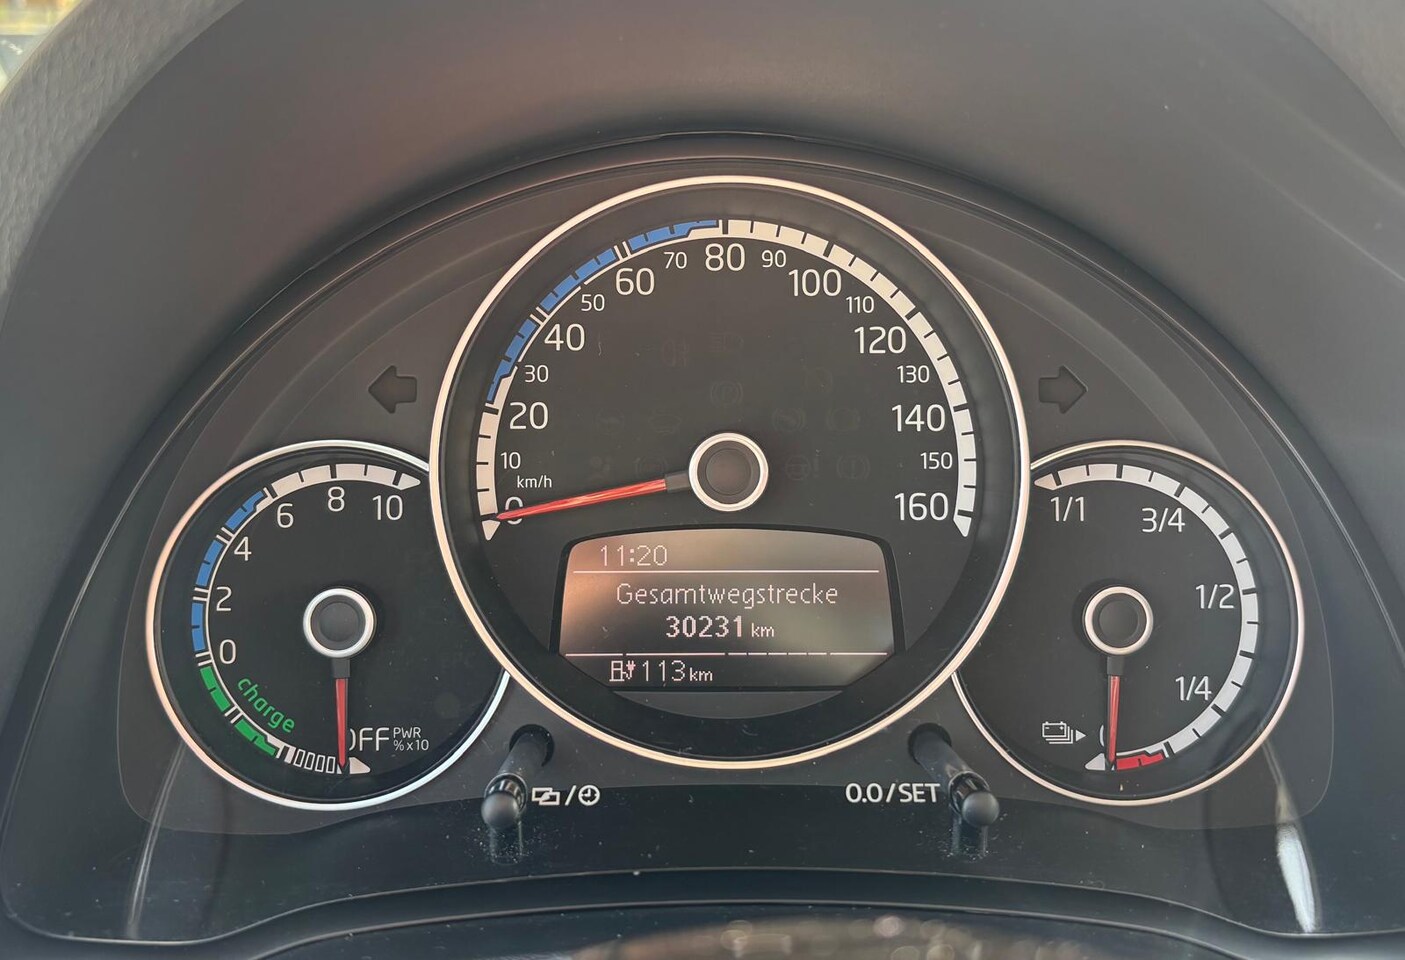 80
70 90
60 100
50 110
40 120
30 130
20 140
10 150
km/h
0 160
6 8 10
4
2
0
charge
OFF PWR
% x 10
1/1
3/4
1/2
1/4
11:20
Gesamtwegstrecke
30231 km
113 km
0.0/SET